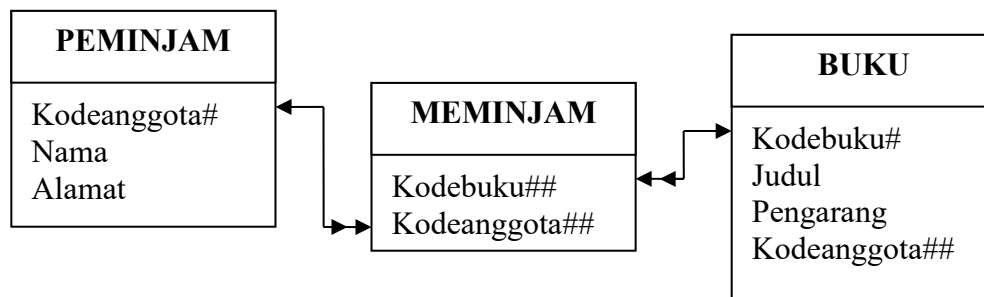 PEMINJAM
Kodeanggota#
Nama
Alamat
MEMINJAM
Kodebuku##
Kodeanggota##
BUKU
Kodebuku#
Judul
Pengarang
Kodeanggota##